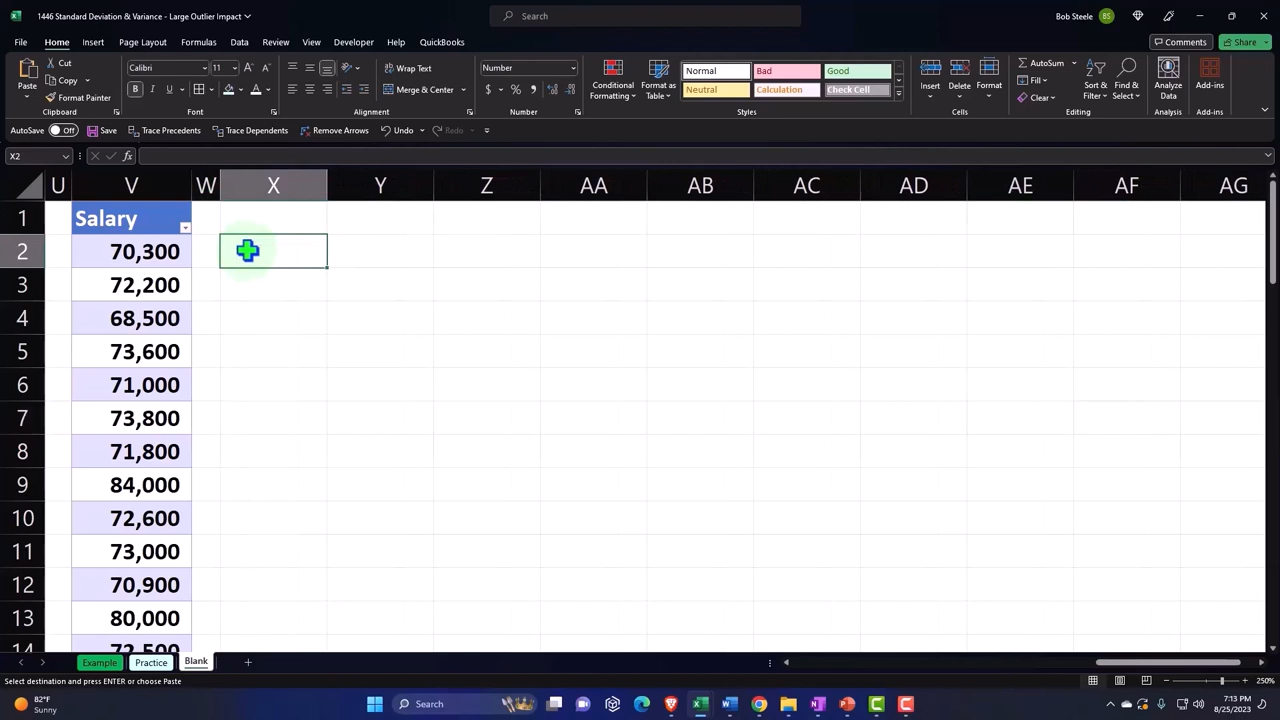 1446 Standard Deviation & Variance - Large Outlier Impact
Search
Bob Steele
BS
File Home Insert Page Layout Formulas Data Review View Developer Automate Help QuickBooks
Comments
Share
Paste
Cut
Copy
Format Painter
Clipboard
Calibri
11
B I U
Font
Wrap Text
Merge & Center
Alignment
Number
$ % ,
Number
Conditional Formatting
Format as Table
Normal Bad Good
Neutral Calculation Check Cell
Styles
Insert Delete Format
Cells
AutoSum
Fill
Clear
Sort & Filter
Find & Select
Editing
Analyze Data
Analysis
Add-ins
Add-ins
AutoSave Off Save Trace Precedents Trace Dependents Remove Arrows Undo Redo
X2
fx
U V W X Y Z AA AB AC AD AE AF AG
1 Salary
2 70,300
3 72,200
4 68,500
5 73,600
6 71,000
7 73,800
8 71,800
9 84,000
10 72,600
11 73,000
12 70,900
13 80,000
14 72,500
Example Practice Blank
Select destination and press ENTER or choose Paste
250%
82°F
Sunny
Search
7:13 PM
8/25/2023